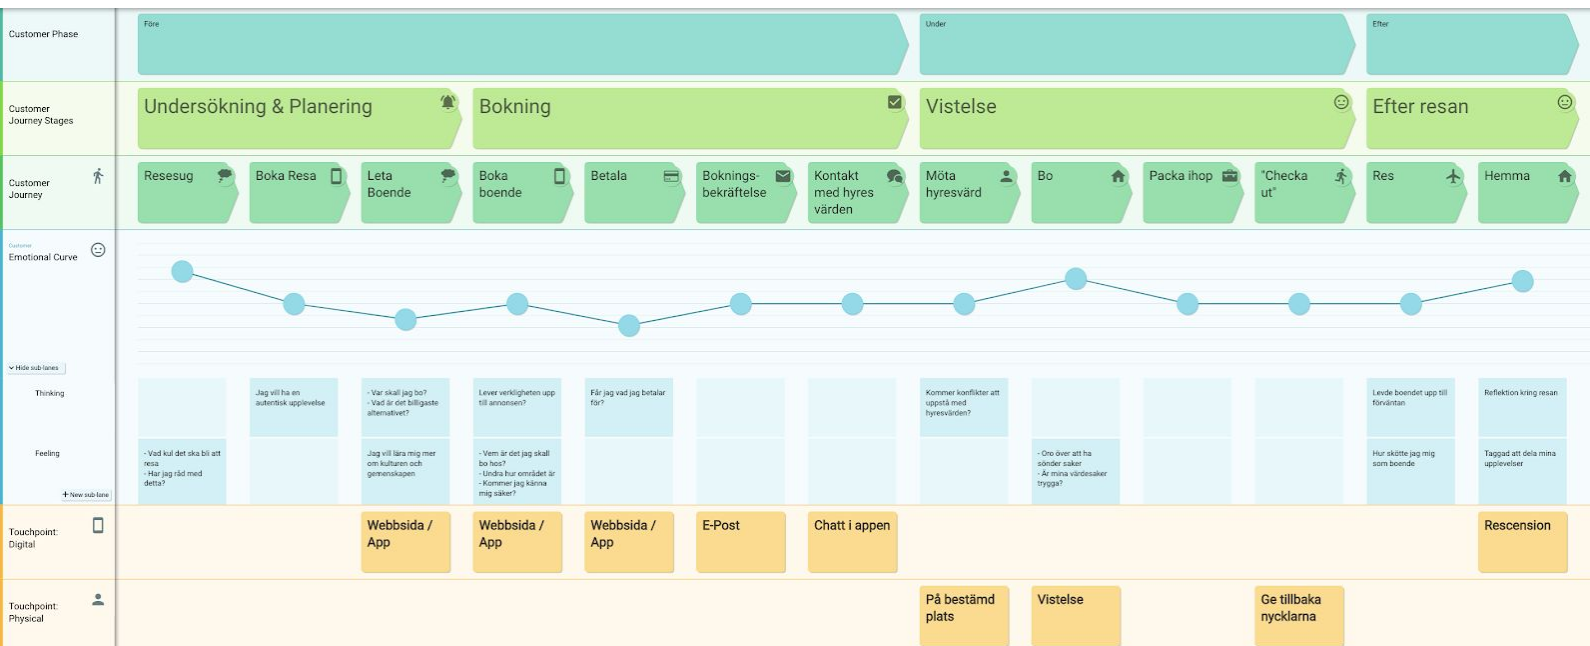 Customer Phase
Före
Under
Efter
Customer
Journey Stages
Undersökning & Planering
Bokning
Vistelse
Efter resan
Customer
Journey
Resesug
Boka Resa
Leta
Boende
Boka
boende
Betala
Boknings-
bekräftelse
Kontakt
med hyres
värden
Möta
hyresvärd
Bo
Packa ihop
"Checka
ut"
Res
Hemma
Customer
Emotional Curve
Hide sub-lanes
Thinking
Jag vill ha en
autentisk upplevelse
- Var skall jag bo?
- Vad är det billigaste
alternativet?
Lever verkligheten upp
till annonsen?
Får jag vad jag betalar
för?
Kommer konflikter att
uppstå med
hyresvärden?
Levde boendet upp till
förväntan
Reflektion kring resan
Feeling
- Vad kul det ska bli att
resa
- Har jag råd med
detta?
Jag vill lära mig mer
om kulturen och
gemenskapen
- Vem är det jag skall
bo hos?
- Undra hur området är
- Kommer jag känna
mig säker?
- Oro över att ha
sönder saker
- Är mina värdesaker
trygga?
Hur skötte jag mig
som boende
Taggad att dela mina
upplevelser
+ New sub-lane
Touchpoint:
Digital
Webbsida /
App
Webbsida /
App
Webbsida /
App
E-Post
Chatt i appen
Rescension
Touchpoint:
Physical
På bestämd
plats
Vistelse
Ge tillbaka
nycklarna